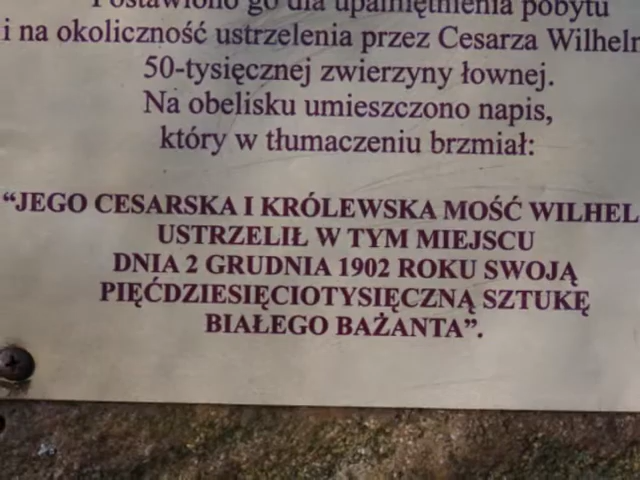 Postawiono go dla upamiętnienia pobytu
i na okoliczność ustrzelenia przez Cesarza Wilhelm
50-tysięcznej zwierzyny łownej.
Na obelisku umieszczono napis,
który w tłumaczeniu brzmiał:
“JEGO CESARSKA I KRÓLEWSKA MOŚĆ WILHEL
USTRZELIŁ W TYM MIEJSCU
DNIA 2 GRUDNIA 1902 ROKU SWOJĄ
PIĘĆDZIESIĘCIOTYSIĘCZNĄ SZTUKĘ
BIAŁEGO BAŻANTA”.